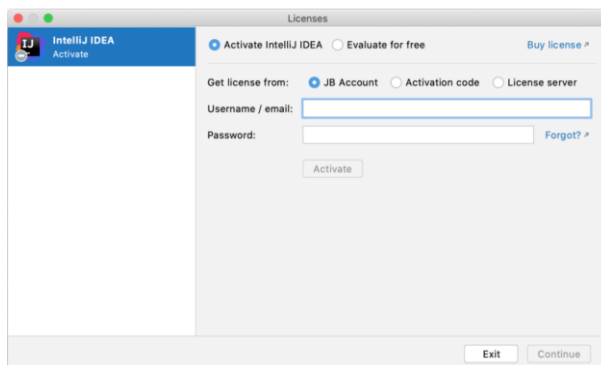 Licenses
IJ
IntelliJ IDEA
Activate
Activate IntelliJ IDEA Evaluate for free Buy license ↗
Get license from: JB Account Activation code License server
Username / email:
Password: Forgot? ↗
Activate
Exit Continue